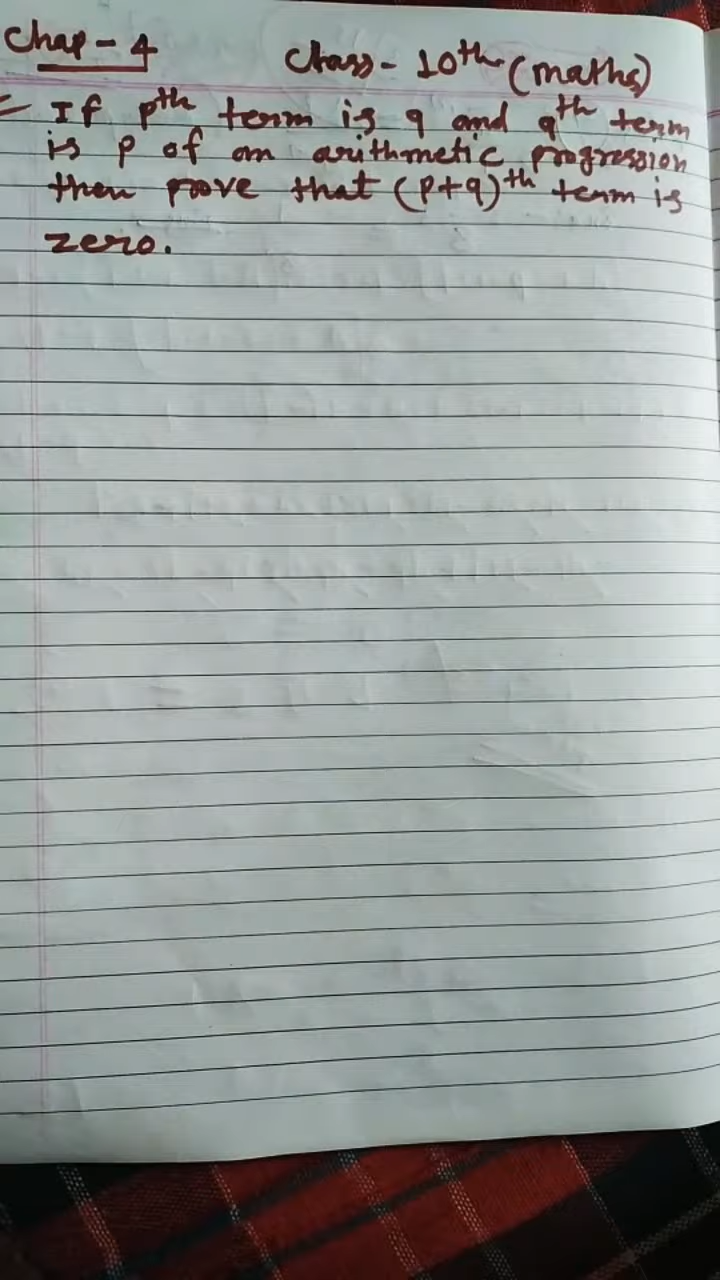 Chap - 4 Class - 10th (maths)
If pth term is q and qth term
is p of an arithmetic progression
then prove that (p+q)th term is
zero.